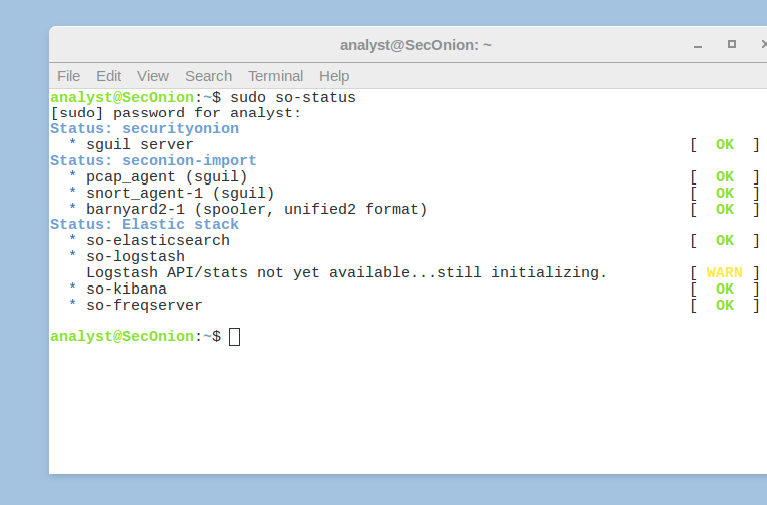 analyst@SecOnion: ~
File Edit View Search Terminal Help
analyst@SecOnion:~$ sudo so-status
[sudo] password for analyst:
Status: securityonion
  * sguil server                                                       [  OK  ]
Status: seconion-import
  * pcap_agent (sguil)                                                 [  OK  ]
  * snort_agent-1 (sguil)                                              [  OK  ]
  * barnyard2-1 (spooler, unified2 format)                             [  OK  ]
Status: Elastic stack
  * so-elasticsearch                                                   [  OK  ]
  * so-logstash
    Logstash API/stats not yet available...still initializing.         [ WARN ]
  * so-kibana                                                          [  OK  ]
  * so-freqserver                                                      [  OK  ]
analyst@SecOnion:~$